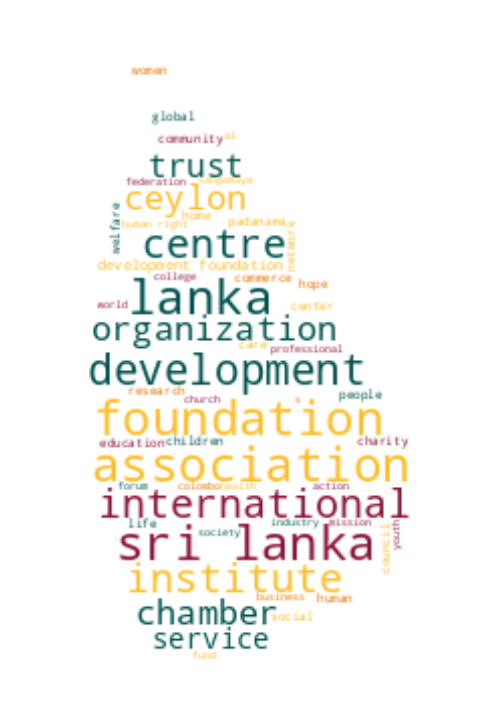 women
global
community al
trust
federation sangamaya
ceylon
home
welfare
human right padanama
network
centre
development foundation
college commerce hope
lanka
world center
organization
care professional
development
research people
church s
foundation
education children charity
association
forum colombo health action
international
life industry mission
society youth
sri lanka
council
institute
business human
chamber social
service
fund